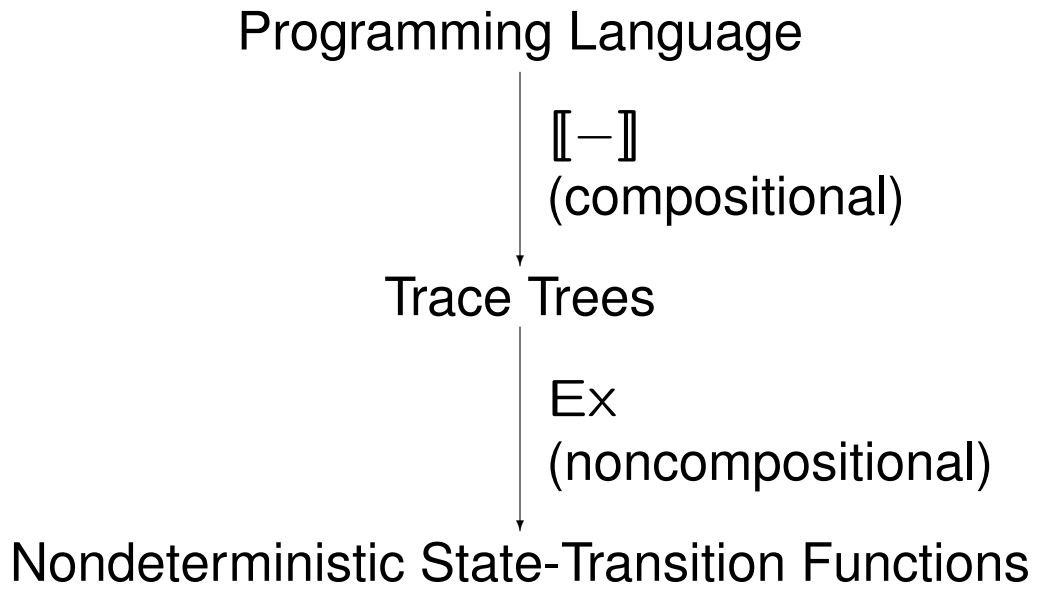 Programming Language
⟦−⟧
(compositional)
Trace Trees
Ex
(noncompositional)
Nondeterministic State-Transition Functions